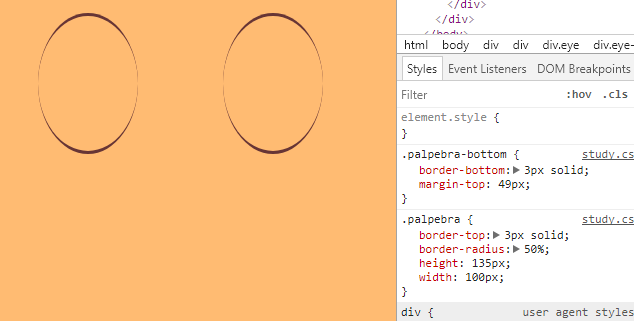 </div>
</div>
</body>
html body div div div.eye div.eye-
Styles Event Listeners DOM Breakpoints
Filter :hov .cls
element.style {
}
.palpebra-bottom { study.cs
border-bottom:▶3px solid;
margin-top: 49px;
}
.palpebra { study.cs
border-top:▶3px solid;
border-radius:▶50%;
height: 135px;
width: 100px;
}
div { user agent styles